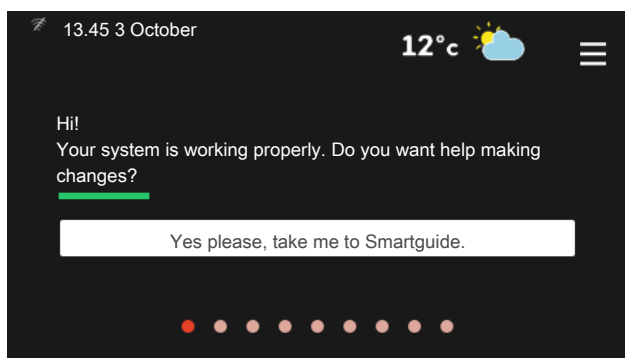 13.45 3 October
12°c
Hi!
Your system is working properly. Do you want help making
changes?
Yes please, take me to Smartguide.